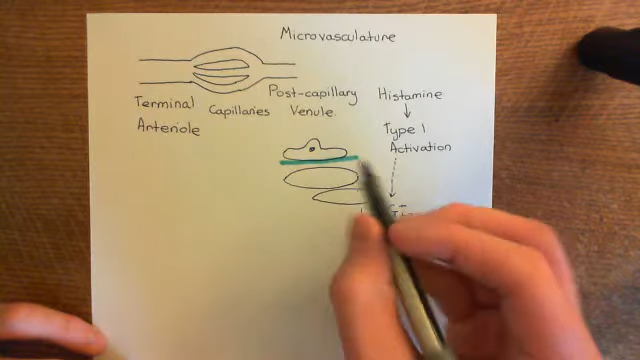 Microvasculature
Terminal
Arteriole
Capillaries
Post-capillary
Venule
Histamine
Type 1
Activation